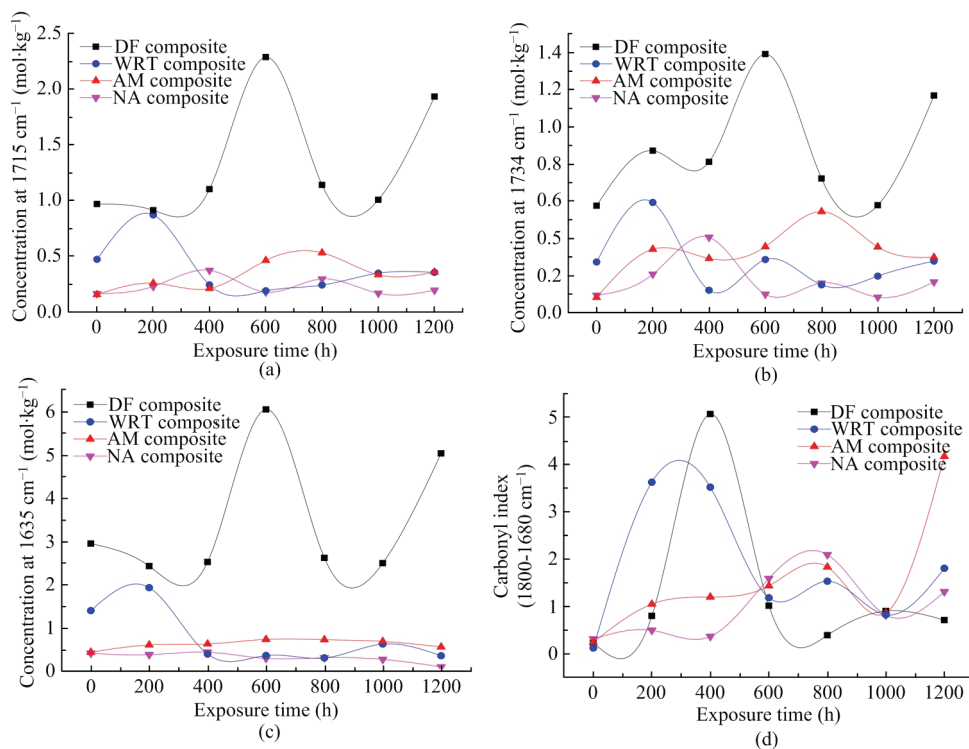 DF composite
WRT composite
AM composite
NA composite
Concentration at 1715 cm⁻¹ (mol·kg⁻¹)
2.5
2.0
1.5
1.0
0.5
0.0
0 200 400 600 800 1000 1200
Exposure time (h)
(a)
DF composite
WRT composite
AM composite
NA composite
Concentration at 1734 cm⁻¹ (mol·kg⁻¹)
1.4
1.2
1.0
0.8
0.6
0.5
0.2
0.0
0 200 400 600 800 1000 1200
Exposure time (h)
(b)
DF composite
WRT composite
AM composite
NA composite
Concentration at 1635 cm⁻¹ (mol·kg⁻¹)
6
5
4
3
2
1
0
0 200 400 600 800 1000 1200
Exposure time (h)
(c)
DF composite
WRT composite
AM composite
NA composite
Carbonyl index
(1800-1680 cm⁻¹)
5
4
3
2
1
0
0 200 400 600 800 1000 1200
Exposure time (h)
(d)